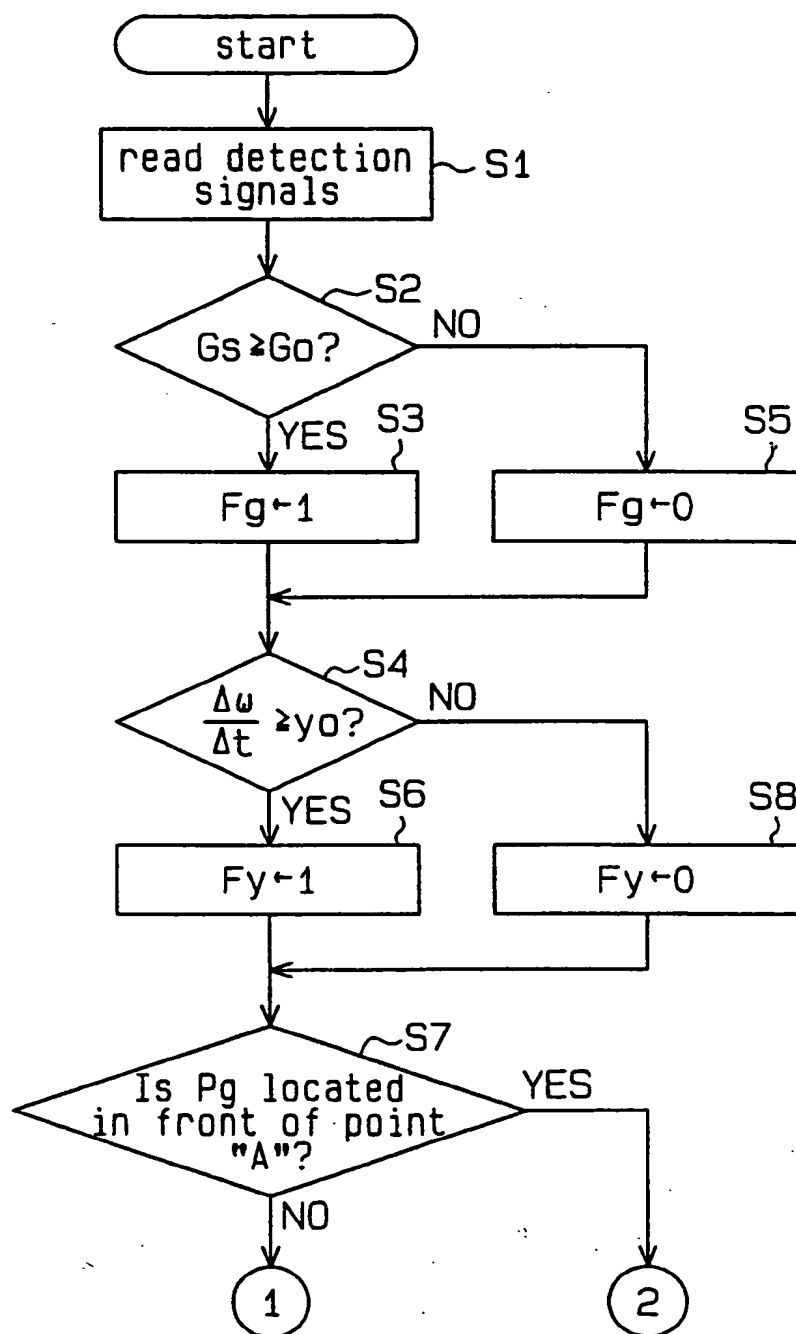 start
read detection
signals
S1
S2
Gs≧Go?
NO
YES
S3
S5
Fg←1
Fg←0
S4
Δω
Δt
≧yo?
NO
YES
S6
S8
Fy←1
Fy←0
S7
Is Pg located
in front of point
"A"?
YES
NO
1
2